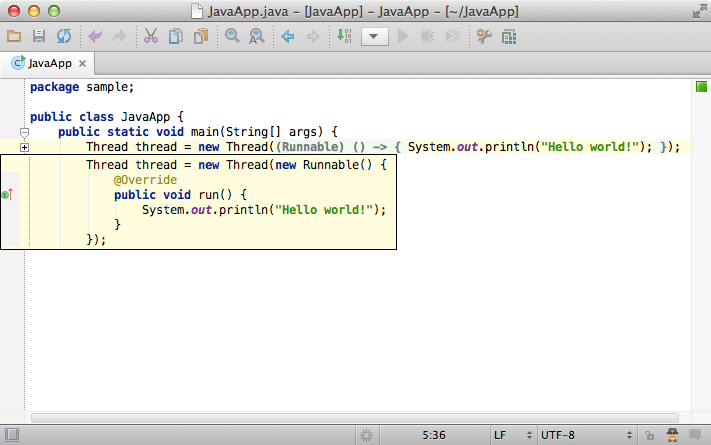 JavaApp.java – [JavaApp] – JavaApp – [~/JavaApp]
JavaApp
package sample;
public class JavaApp {
public static void main(String[] args) {
Thread thread = new Thread((Runnable) () –> { System.out.println("Hello world!"); });
Thread thread = new Thread(new Runnable() {
@Override
public void run() {
System.out.println("Hello world!");
}
});
5:36 LF UTF-8